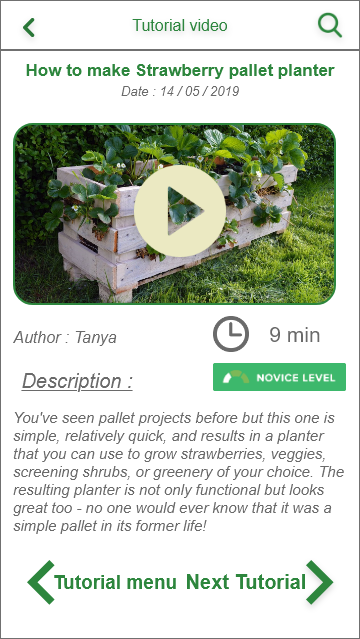 Tutorial video
How to make Strawberry pallet planter
Date : 14 / 05 / 2019
Author : Tanya
9 min
Description :
NOVICE LEVEL
You've seen pallet projects before but this one is
simple, relatively quick, and results in a planter
that you can use to grow strawberries, veggies,
screening shrubs, or greenery of your choice. The
resulting planter is not only functional but looks
great too - no one would ever know that it was a
simple pallet in its former life!
Tutorial menu Next Tutorial